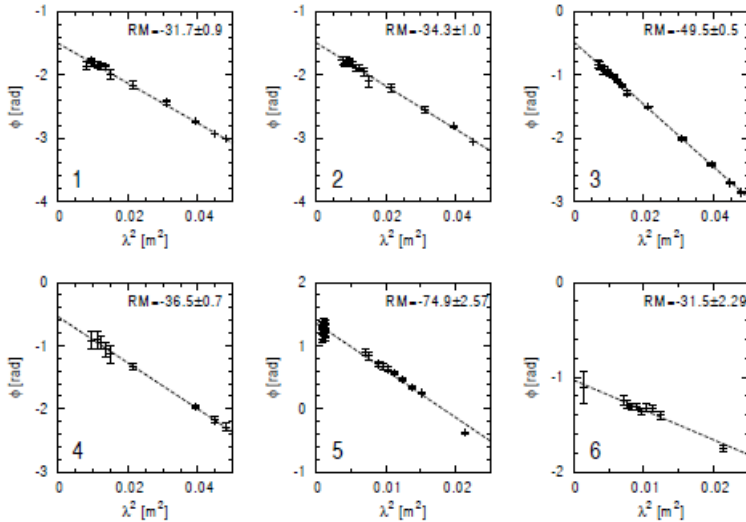 RM=-31.7±0.9
-1
-2
-3
-4
ϕ [rad]
1
0 0.02 0.04
λ² [m²]
RM=-34.3±1.0
-1
-2
-3
-4
ϕ [rad]
2
0 0.02 0.04
λ² [m²]
RM=-49.5±0.5
0
-1
-2
-3
ϕ [rad]
3
0 0.02 0.04
λ² [m²]
RM=-36.5±0.7
0
-1
-2
-3
ϕ [rad]
4
0 0.02 0.04
λ² [m²]
RM=-74.9±2.57
2
1
0
-1
ϕ [rad]
5
0 0.01 0.02
λ² [m²]
RM=-31.5±2.29
0
-1
-2
ϕ [rad]
6
0 0.01 0.02
λ² [m²]